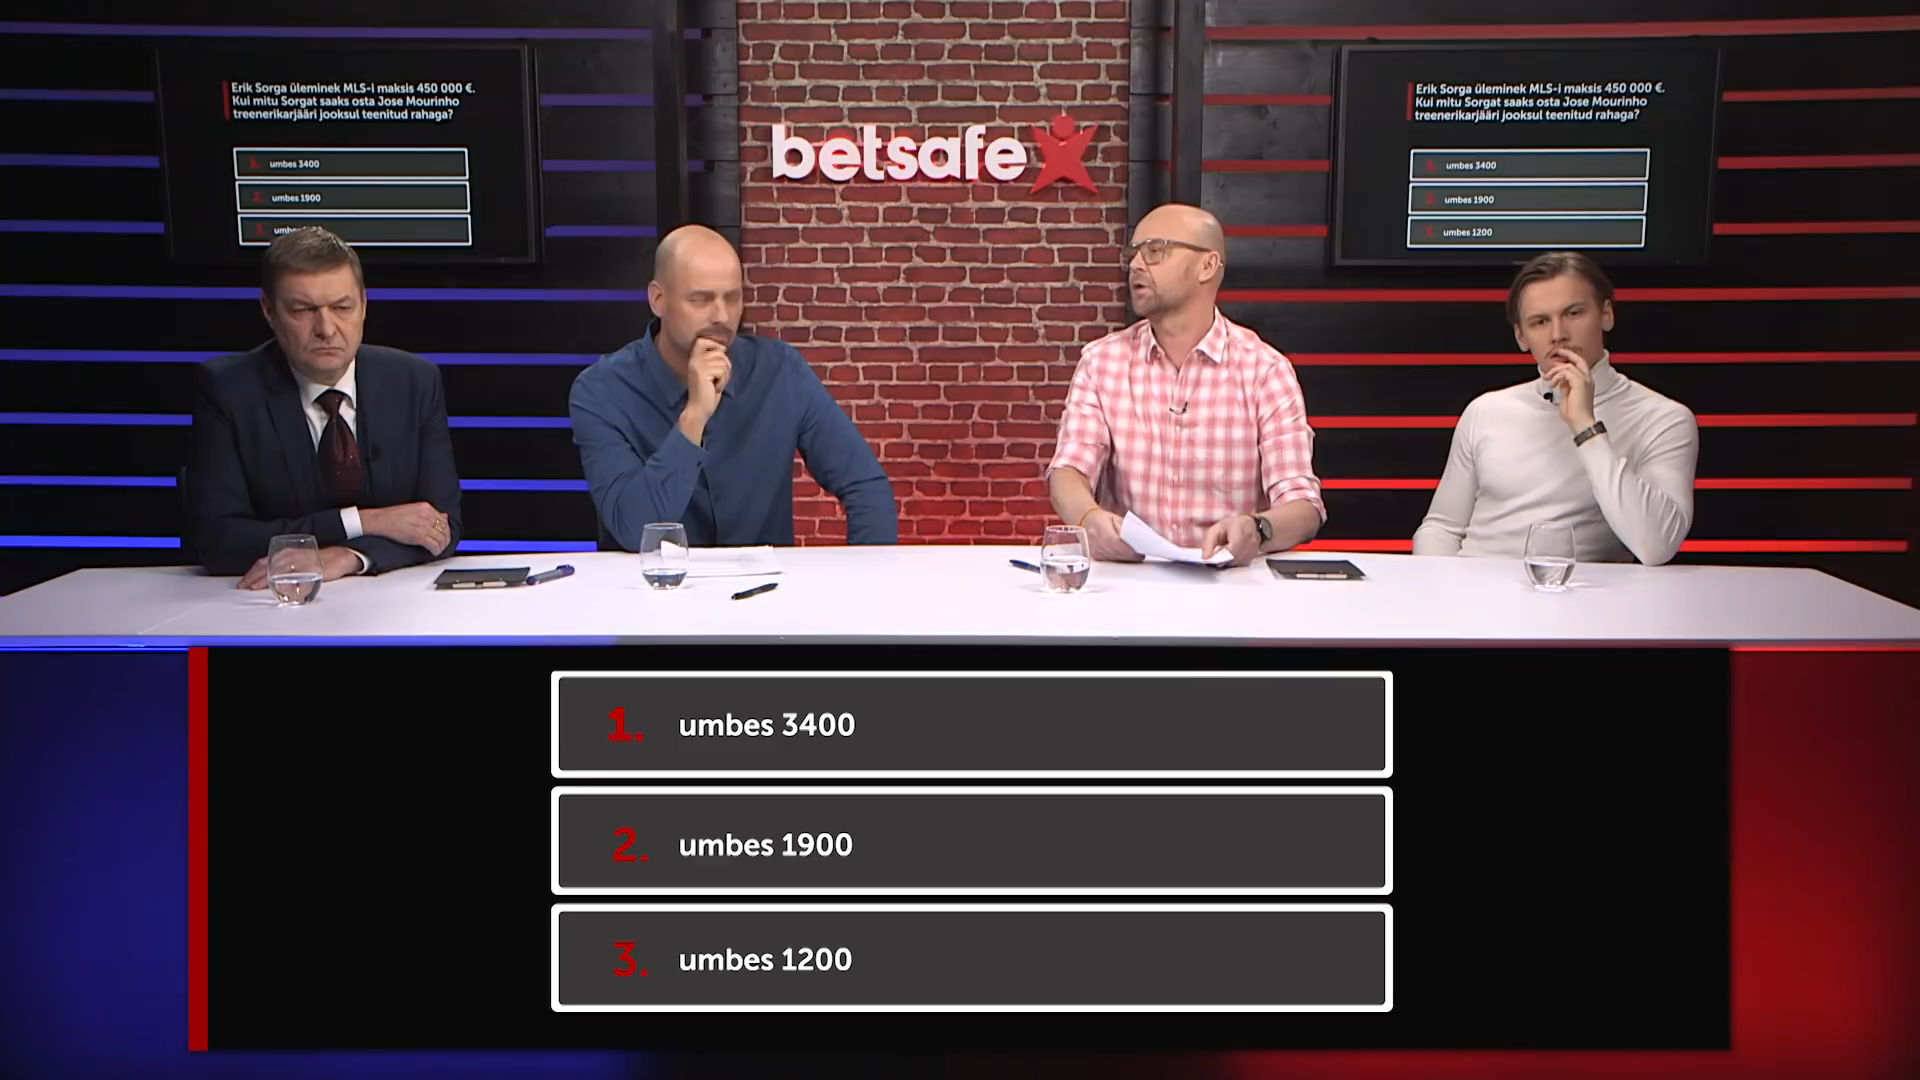 Erik Sorga üleminek MLS-i maksis 450 000 €.
Kui mitu Sorgat saaks osta Jose Mourinho
treenerikarjääri jooksul teenitud rahaga?
umbes 3400
umbes 1900
betsafe
Erik Sorga üleminek MLS-i maksis 450 000 €.
Kui mitu Sorgat saaks osta Jose Mourinho
treenerikarjääri jooksul teenitud rahaga?
umbes 3400
umbes 1900
umbes 1200
1. umbes 3400
2. umbes 1900
3. umbes 1200